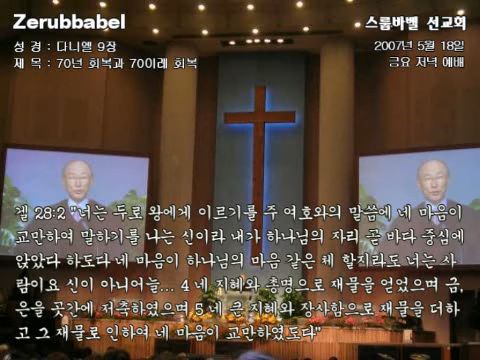 Zerubbabel
스룹바벨 선교회
성 경 : 다니엘 9장
2007년 5월 18일
제 목 : 70년 회복과 70이레 회복
금요 저녁 예배
겔 28:2 "너는 두로 왕에게 이르기를 주 여호와의 말씀에 네 마음이
교만하여 말하기를 나는 신이라 내가 하나님의 자리 곧 바다 중심에
앉았다 하도다 네 마음이 하나님의 마음 같은 체 할지라도 너는 사
람이요 신이 아니어늘... 4 네 지혜와 총명으로 재물을 얻었으며 금,
은을 곳간에 저축하였으며 5 네 큰 지혜와 장사함으로 재물을 더하
고 그 재물로 인하여 네 마음이 교만하였도다"